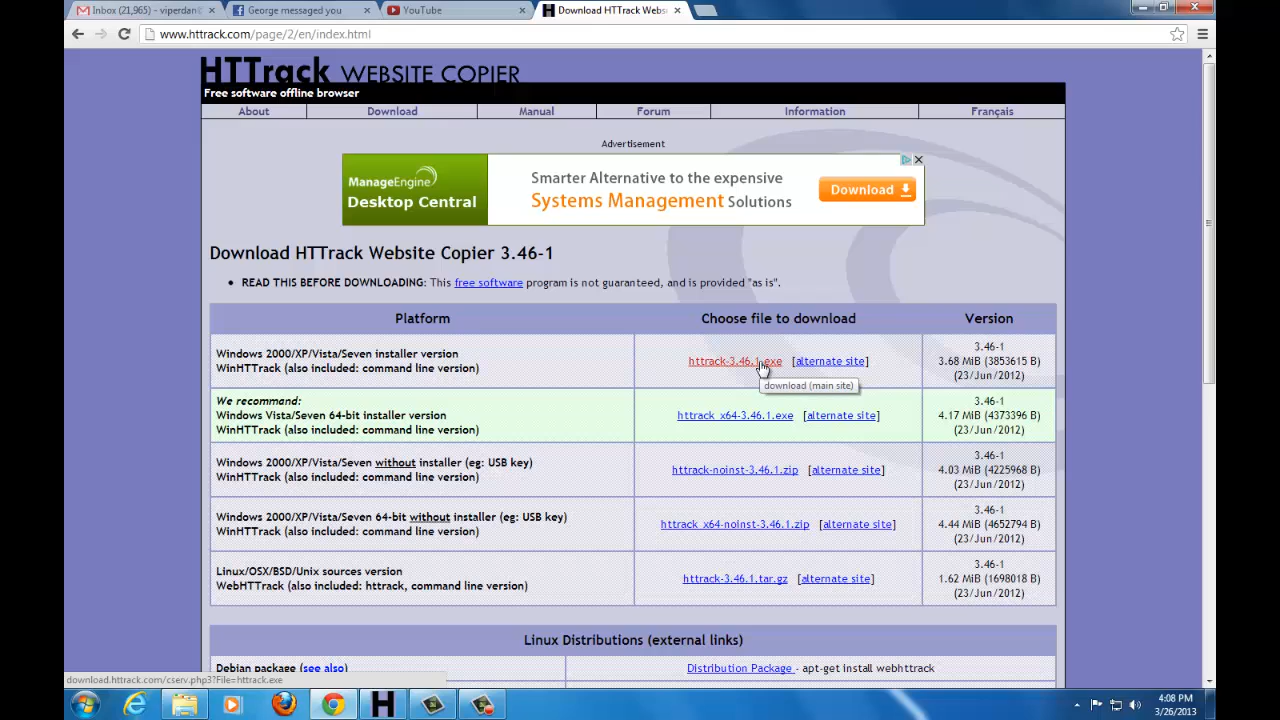 Inbox (21,965) - viperdan
George messaged you
YouTube
Download HTTrack Webs
www.httrack.com/page/2/en/index.html
HTTrack WEBSITE COPIER
Free software offline browser
About
Download
Manual
Forum
Information
Français
Advertisement
ManageEngine
Desktop Central
Smarter Alternative to the expensive
Systems Management Solutions
Download
Download HTTrack Website Copier 3.46-1
• READ THIS BEFORE DOWNLOADING: This free software program is not guaranteed, and is provided "as is".
Platform
Choose file to download
Version
Windows 2000/XP/Vista/Seven installer version
WinHTTrack (also included: command line version)
httrack-3.46.1.exe [alternate site]
download (main site)
3.46-1
3.68 MiB (3853615 B)
(23/Jun/2012)
We recommend:
Windows Vista/Seven 64-bit installer version
WinHTTrack (also included: command line version)
httrack_x64-3.46.1.exe [alternate site]
3.46-1
4.17 MiB (4373396 B)
(23/Jun/2012)
Windows 2000/XP/Vista/Seven without installer (eg: USB key)
WinHTTrack (also included: command line version)
httrack-noinst-3.46.1.zip [alternate site]
3.46-1
4.03 MiB (4225968 B)
(23/Jun/2012)
Windows 2000/XP/Vista/Seven 64-bit without installer (eg: USB key)
WinHTTrack (also included: command line version)
httrack_x64-noinst-3.46.1.zip [alternate site]
3.46-1
4.44 MiB (4652794 B)
(23/Jun/2012)
Linux/OSX/BSD/Unix sources version
WebHTTrack (also included: httrack, command line version)
httrack-3.46.1.tar.gz [alternate site]
3.46-1
1.62 MiB (1698018 B)
(23/Jun/2012)
Linux Distributions (external links)
Debian package (see also)
Distribution Package - apt-get install webhttrack
download.httrack.com/cserv.php3?File=httrack.exe
4:08 PM
3/26/2013